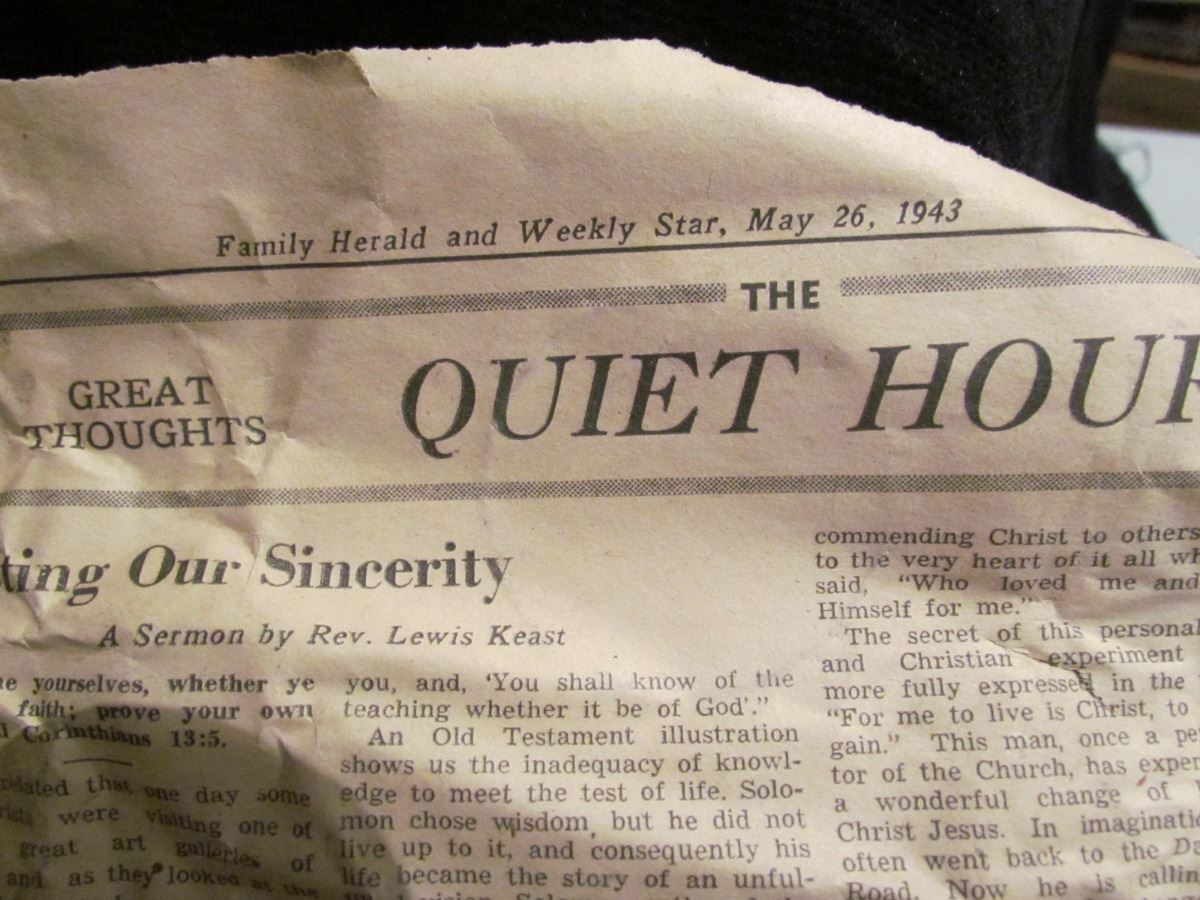 Family Herald and Weekly Star, May 26, 1943
THE
GREAT
THOUGHTS
QUIET HOUR
ting Our Sincerity
A Sermon by Rev. Lewis Keast
yourselves, whether ye
faith; prove your own
Corinthians 13:5.
related that one day some
were visiting one of
great art galleries of
and as they looked at the
you, and, ‘You shall know of the
teaching whether it be of God’.”
An Old Testament illustration
shows us the inadequacy of knowl-
edge to meet the test of life. Solo-
mon chose wisdom, but he did not
live up to it, and consequently his
life became the story of an unful-
commending Christ to others
to the very heart of it all wh
said, “Who loved me and
Himself for me.”
The secret of this personal
and Christian experiment
more fully expressed in the
“For me to live is Christ, to
gain.” This man, once a pe
tor of the Church, has exper
a wonderful change of
Christ Jesus. In imaginati
often went back to the Da
Road. Now he is callin